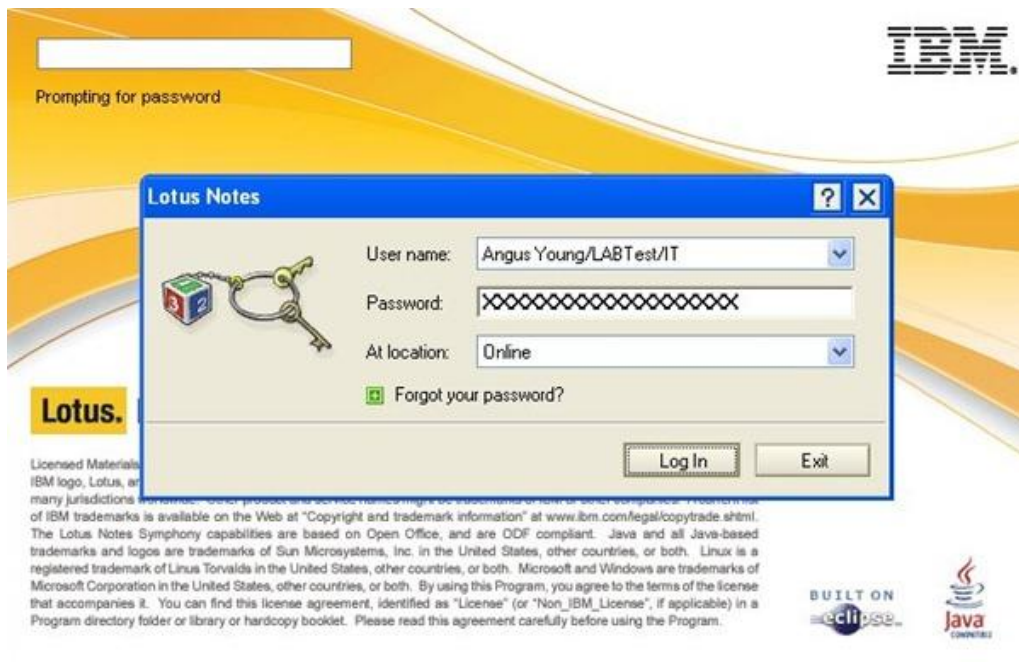 IBM.
Prompting for password
Lotus Notes
User name: Angus Young/LABTest/IT
Password: XXXXXXXXXXXXXXXXXXX
At location: Online
Forgot your password?
Log In Exit
Lotus.
Licensed Materials
IBM logo, Lotus, an
many jurisdictions
of IBM trademarks is available on the Web at "Copyright and trademark information" at www.ibm.com/legal/copytrade.shtml.
The Lotus Notes Symphony capabilities are based on Open Office, and are ODF compliant. Java and all Java-based
trademarks and logos are trademarks of Sun Microsystems, Inc. in the United States, other countries, or both. Linux is a
registered trademark of Linus Torvalds in the United States, other countries, or both. Microsoft and Windows are trademarks of
Microsoft Corporation in the United States, other countries, or both. By using this Program, you agree to the terms of the license
that accompanies it. You can find this license agreement, identified as "License" (or "Non_IBM_License", if applicable) in a
Program directory folder or library or hardcopy booklet. Please read this agreement carefully before using the Program.
BUILT ON
eclipse
Java
COMPATIBLE
3 2